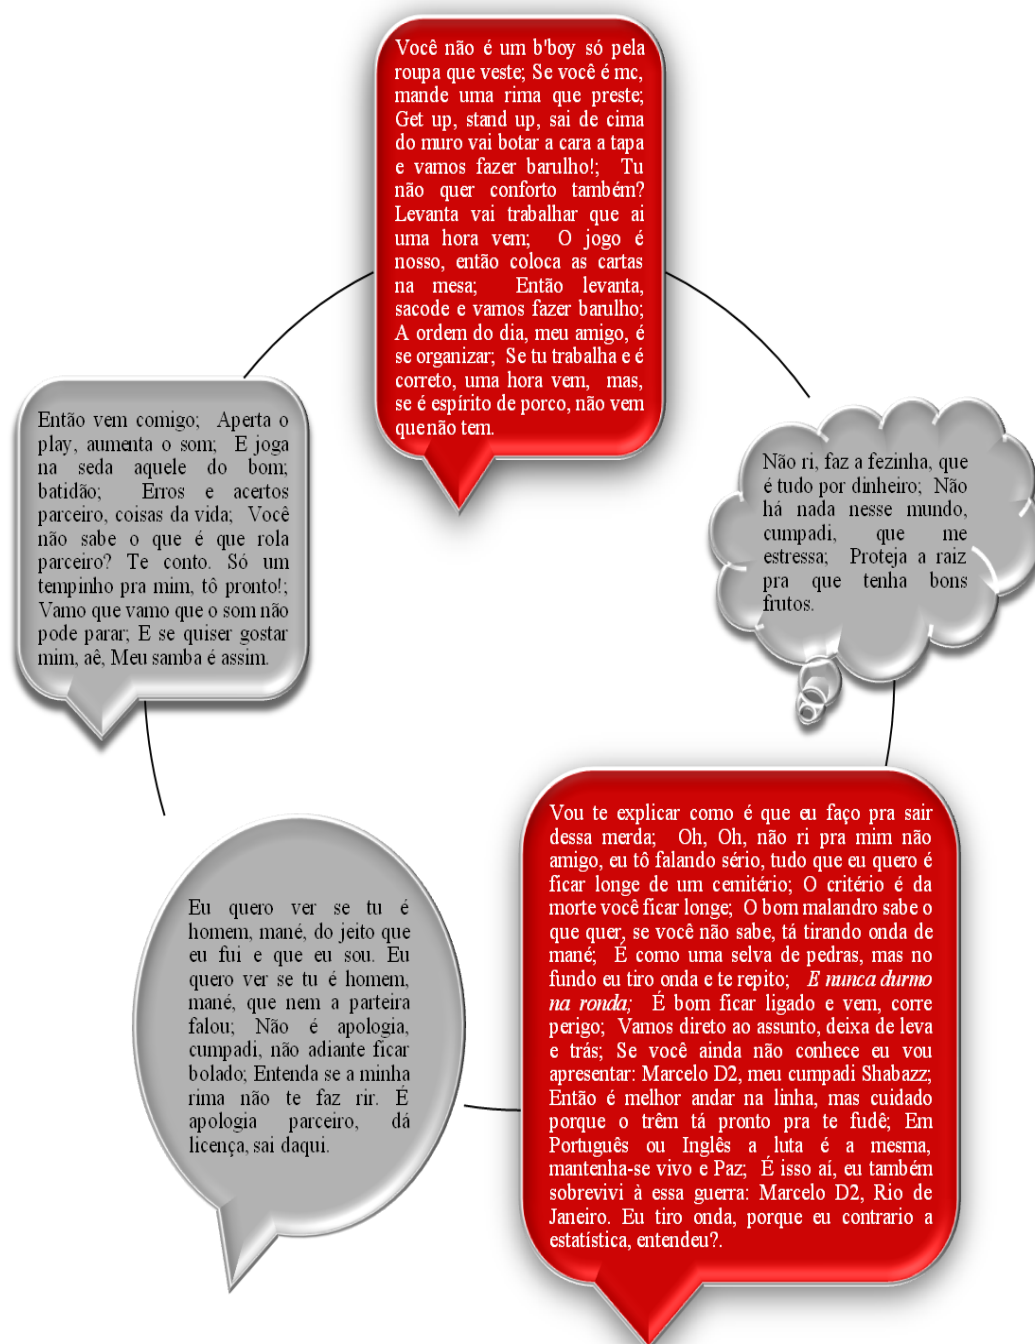 Você não é um b'boy só pela
roupa que veste; Se você é mc,
mande uma rima que preste;
Get up, stand up, sai de cima
do muro vai botar a cara a tapa
e vamos fazer barulho!; Tu
não quer conforto também?
Levanta vai trabalhar que ai
uma hora vem; O jogo é
nosso, então coloca as cartas
na mesa; Então levanta,
sacode e vamos fazer barulho;
A ordem do dia, meu amigo, é
se organizar; Se tu trabalha e é
correto, uma hora vem, mas,
se é espírito de porco, não vem
que não tem.
Não ri, faz a fezinha, que
é tudo por dinheiro; Não
há nada nesse mundo,
cumpadi, que me
estressa; Proteja a raiz
pra que tenha bons
frutos.
Vou te explicar como é que eu faço pra sair
dessa merda; Oh, Oh, não ri pra mim não
amigo, eu tô falando sério, tudo que eu quero é
ficar longe de um cemitério; O critério é da
morte você ficar longe; O bom malandro sabe o
que quer, se você não sabe, tá tirando onda de
mané; É como uma selva de pedras, mas no
fundo eu tiro onda e te repito; E nunca durmo
na ronda; É bom ficar ligado e vem, corre
perigo; Vamos direto ao assunto, deixa de leva
e trás; Se você ainda não conhece eu vou
apresentar: Marcelo D2, meu cumpadi Shabazz;
Então é melhor andar na linha, mas cuidado
porque o trêm tá pronto pra te fudê; Em
Português ou Inglês a luta é a mesma,
mantenha-se vivo e Paz; É isso aí, eu também
sobrevivi à essa guerra: Marcelo D2, Rio de
Janeiro. Eu tiro onda, porque eu contrario a
estatística, entendeu?.
Eu quero ver se tu é
homem, mané, do jeito que
eu fui e que eu sou. Eu
quero ver se tu é homem,
mané, que nem a parteira
falou; Não é apologia,
cumpadi, não adiante ficar
bolado; Entenda se a minha
rima não te faz rir. É
apologia parceiro, dá
licença, sai daqui.
Então vem comigo; Aperta o
play, aumenta o som; E joga
na seda aquele do bom;
batidão; Erros e acertos
parceiro, coisas da vida; Você
não sabe o que é que rola
parceiro? Te conto. Só um
tempinho pra mim, tô pronto!;
Vamo que vamo que o som não
pode parar; E se quiser gostar
mim, aê, Meu samba é assim.